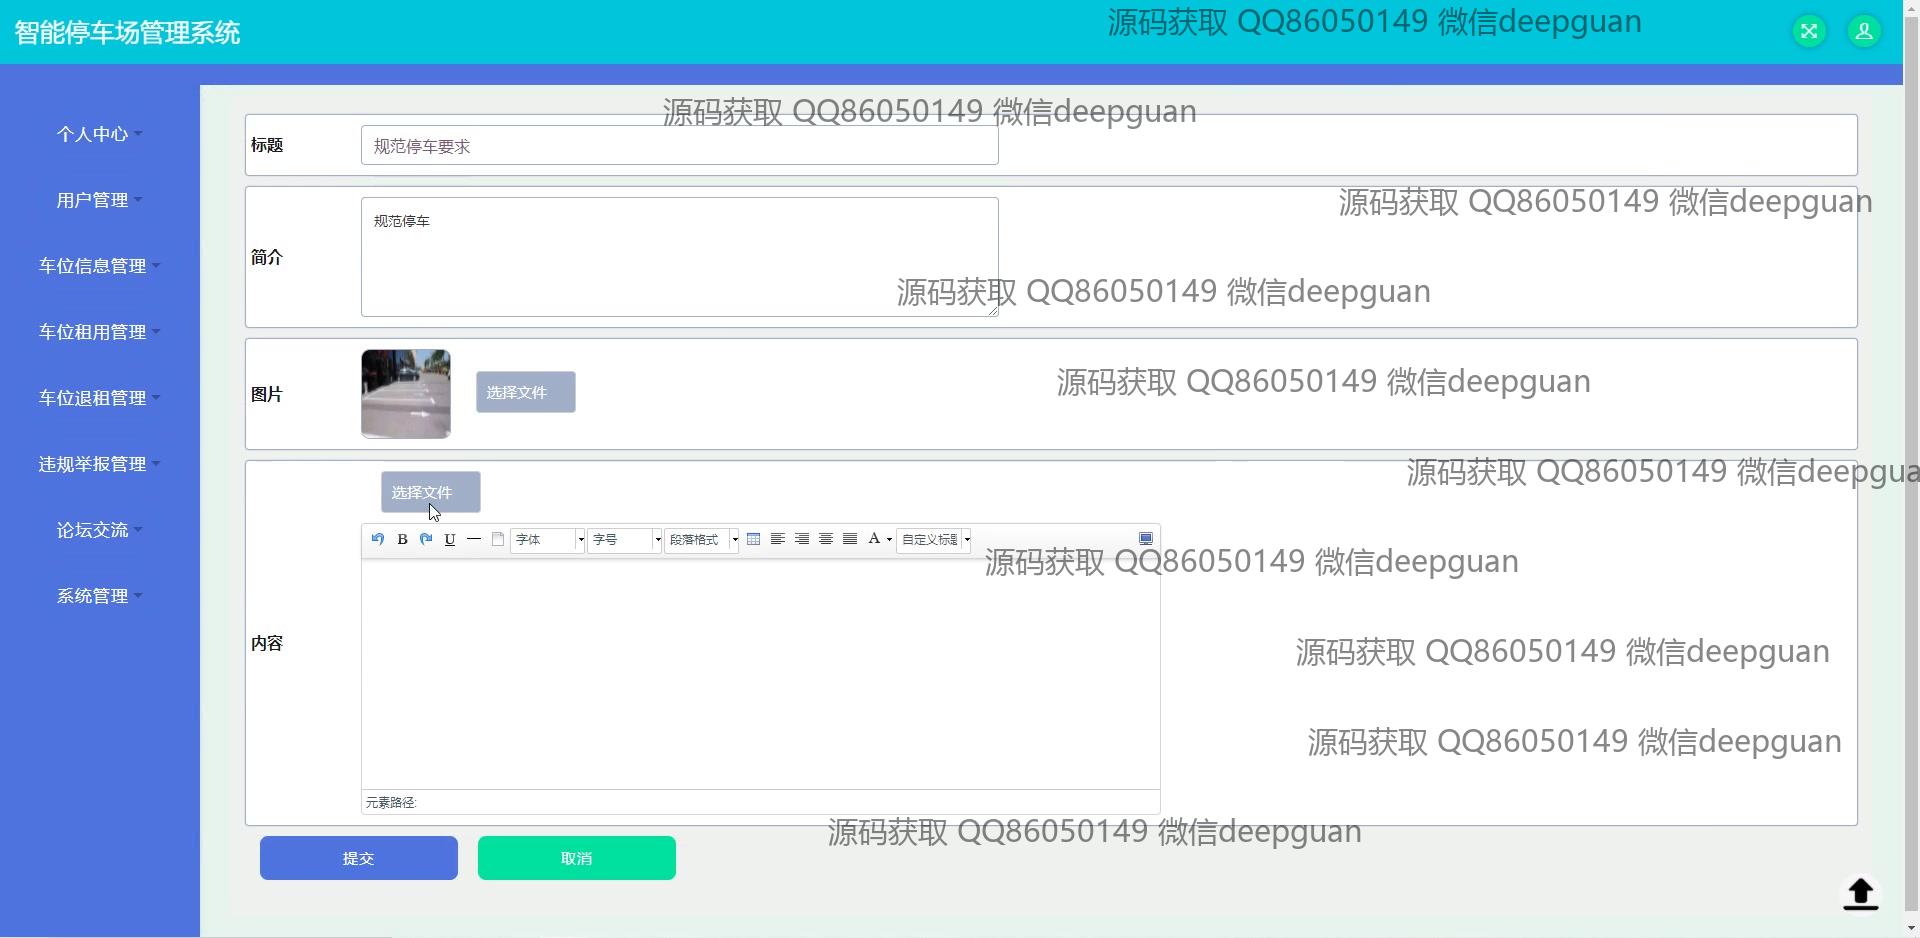 智能停车场管理系统
源码获取 QQ86050149 微信deepguan
源码获取 QQ86050149 微信deepguan
个人中心
标题
规范停车要求
用户管理
源码获取 QQ86050149 微信deepguan
规范停车
简介
车位信息管理
源码获取 QQ86050149 微信deepguan
车位租用管理
图片
选择文件
源码获取 QQ86050149 微信deepguan
车位退租管理
违规举报管理
源码获取 QQ86050149 微信deepgua
选择文件
论坛交流
B U 字体 字号 段落格式 A 自定义标题
源码获取 QQ86050149 微信deepguan
系统管理
内容
源码获取 QQ86050149 微信deepguan
源码获取 QQ86050149 微信deepguan
元素路径:
源码获取 QQ86050149 微信deepguan
提交
取消